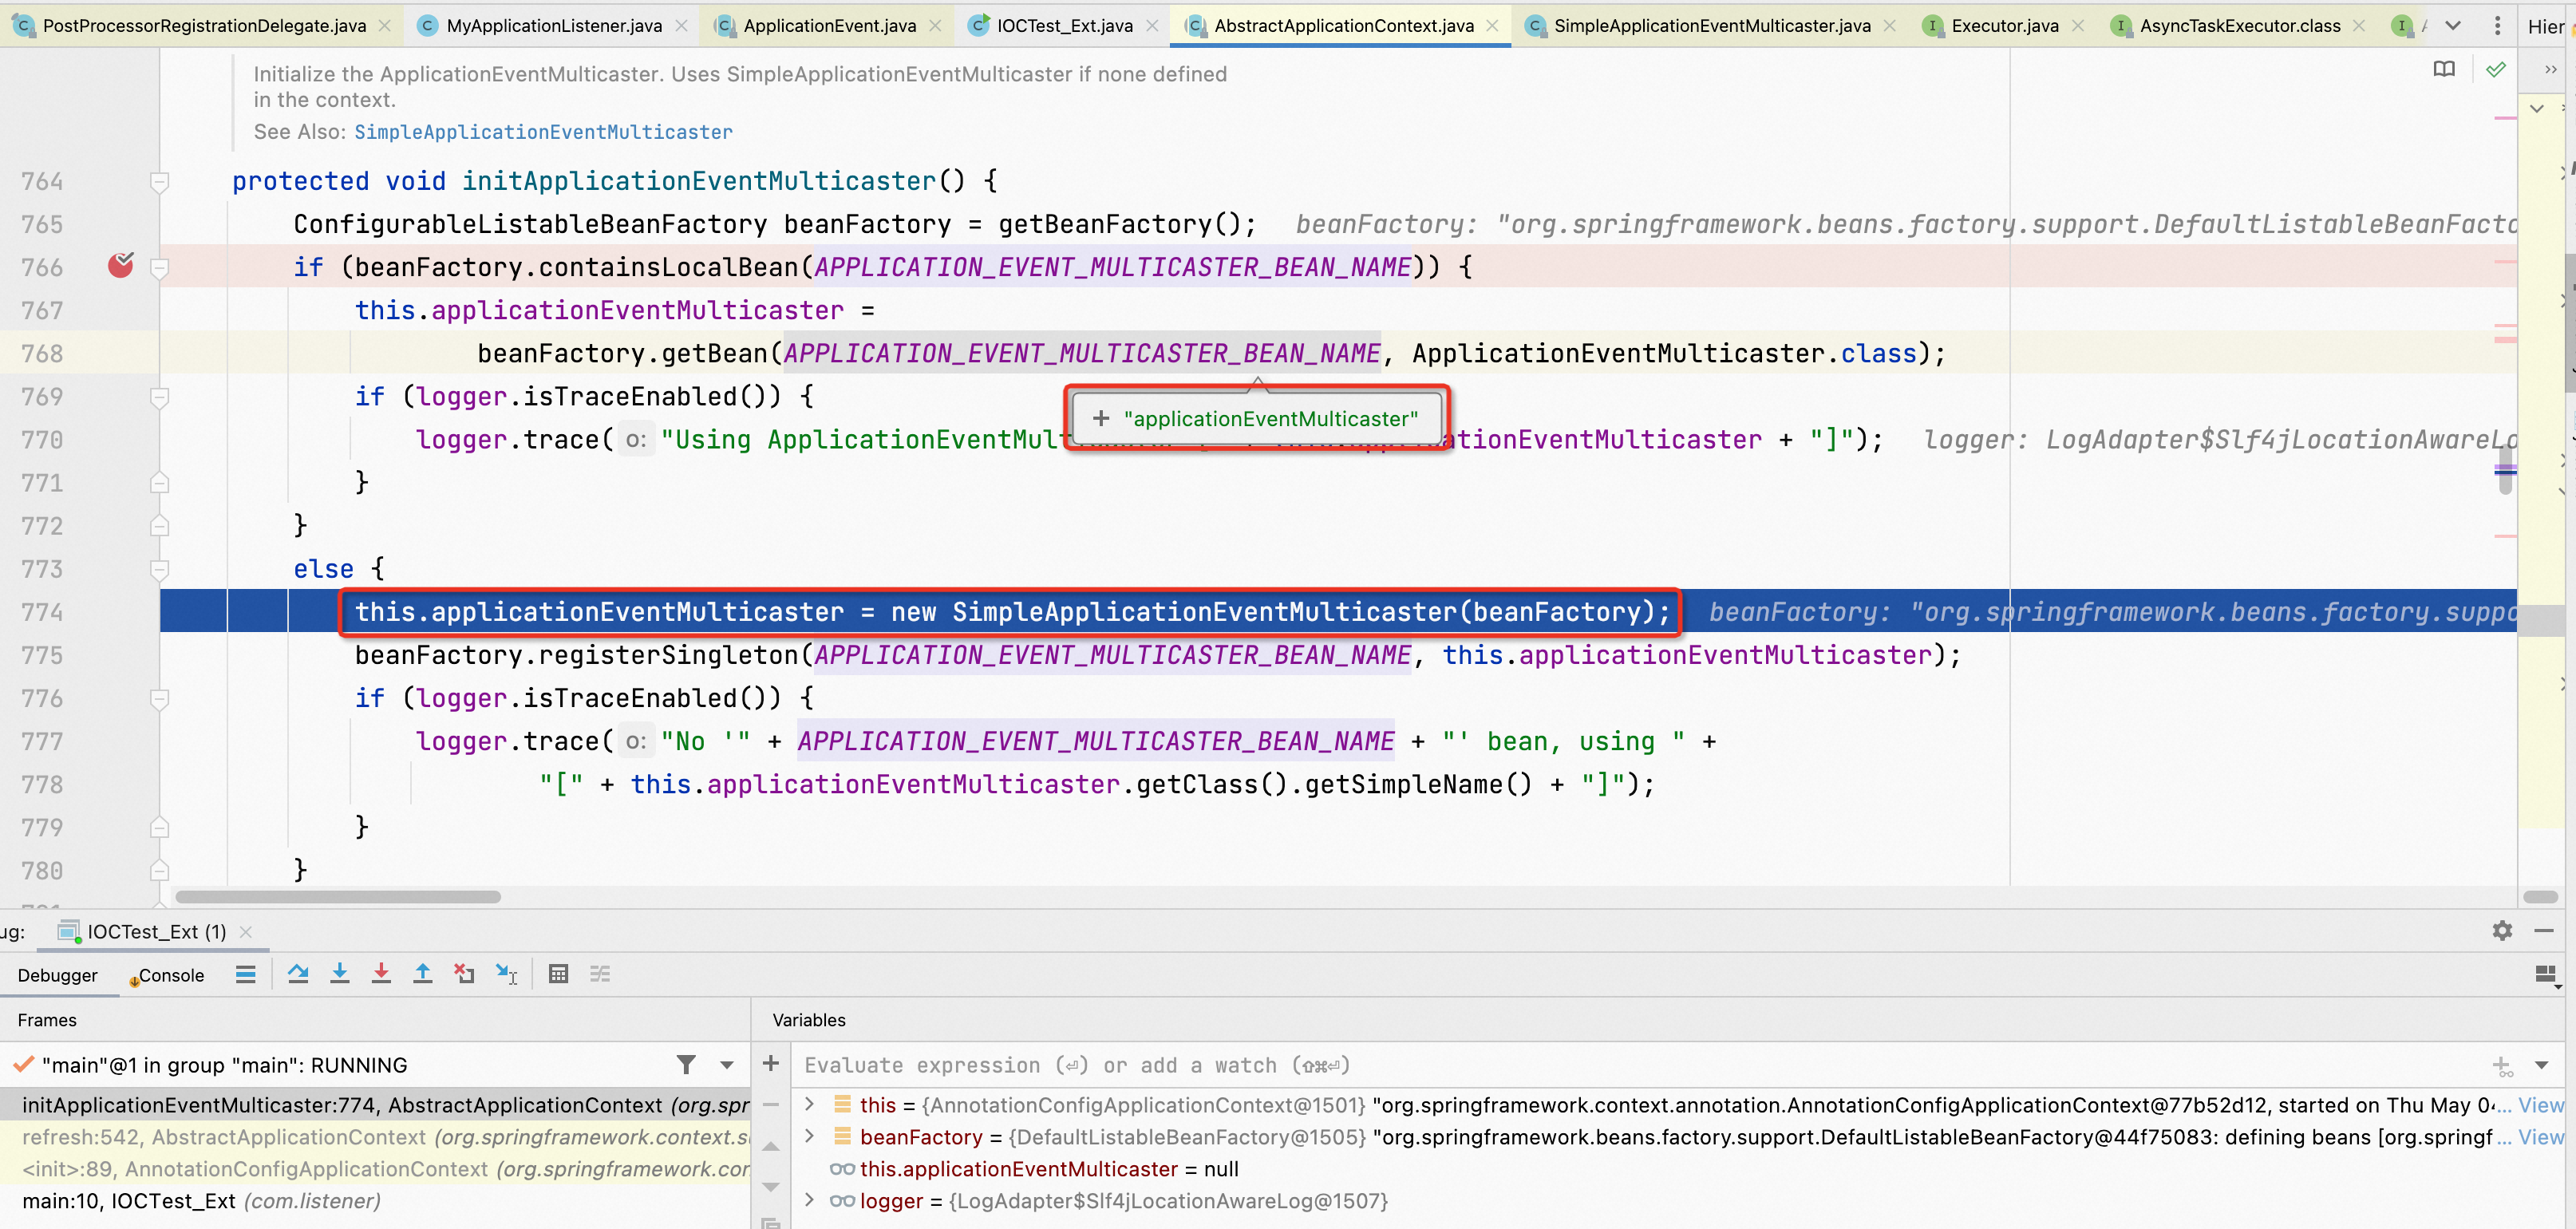 PostProcessorRegistrationDelegate.java MyApplicationListener.java ApplicationEvent.java IOCTest_Ext.java AbstractApplicationContext.java SimpleApplicationEventMulticaster.java Executor.java AsyncTaskExecutor.class Hier
Initialize the ApplicationEventMulticaster. Uses SimpleApplicationEventMulticaster if none defined
in the context.
See Also: SimpleApplicationEventMulticaster
764 protected void initApplicationEventMulticaster() {
765 ConfigurableListableBeanFactory beanFactory = getBeanFactory(); beanFactory: "org.springframework.beans.factory.support.DefaultListableBeanFacto
766 if (beanFactory.containsLocalBean(APPLICATION_EVENT_MULTICASTER_BEAN_NAME)) {
767 this.applicationEventMulticaster =
768 beanFactory.getBean(APPLICATION_EVENT_MULTICASTER_BEAN_NAME, ApplicationEventMulticaster.class);
769 if (logger.isTraceEnabled()) {
+ "applicationEventMulticaster"
770 logger.trace( o: "Using ApplicationEventMult ationEventMulticaster + "]"); logger: LogAdapter$Slf4jLocationAwareLo
771 }
772 }
773 else {
774 this.applicationEventMulticaster = new SimpleApplicationEventMulticaster(beanFactory); beanFactory: "org.springframework.beans.factory.suppo
775 beanFactory.registerSingleton(APPLICATION_EVENT_MULTICASTER_BEAN_NAME, this.applicationEventMulticaster);
776 if (logger.isTraceEnabled()) {
777 logger.trace( o: "No '" + APPLICATION_EVENT_MULTICASTER_BEAN_NAME + "' bean, using " +
778 "[" + this.applicationEventMulticaster.getClass().getSimpleName() + "]");
779 }
780 }
ug: IOCTest_Ext (1)
Debugger Console
Frames Variables
"main"@1 in group "main": RUNNING
Evaluate expression (⏎) or add a watch (⇧⌘⏎)
initApplicationEventMulticaster:774, AbstractApplicationContext (org.spr
refresh:542, AbstractApplicationContext (org.springframework.context.su
<init>:89, AnnotationConfigApplicationContext (org.springframework.cor
main:10, IOCTest_Ext (com.listener)
this = {AnnotationConfigApplicationContext@1501} "org.springframework.context.annotation.AnnotationConfigApplicationContext@77b52d12, started on Thu May 04... View
beanFactory = {DefaultListableBeanFactory@1505} "org.springframework.beans.factory.support.DefaultListableBeanFactory@44f75083: defining beans [org.springf... View
this.applicationEventMulticaster = null
logger = {LogAdapter$Slf4jLocationAwareLog@1507}